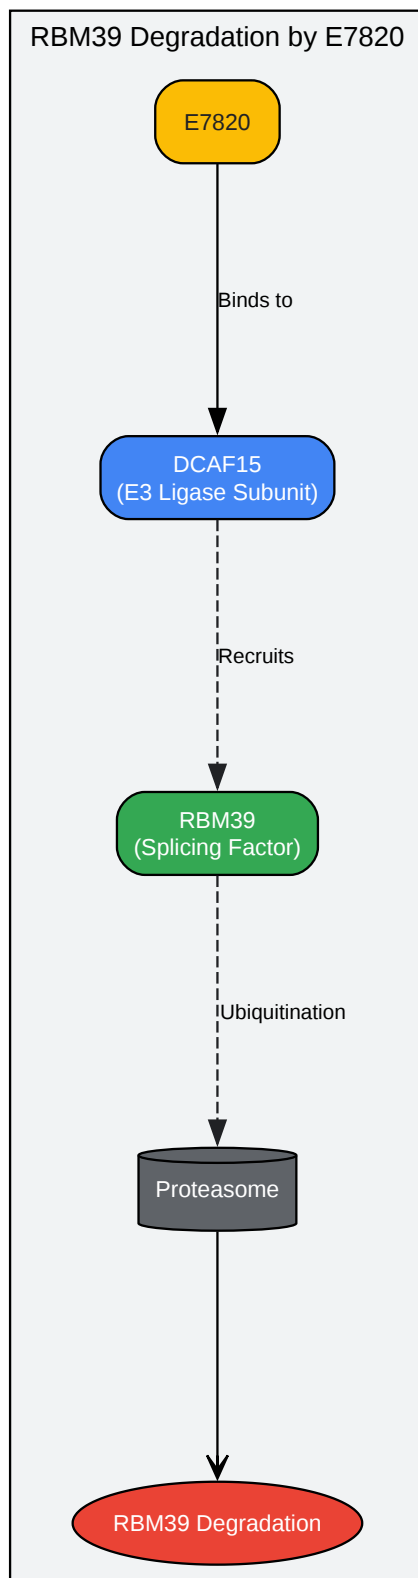 RBM39 Degradation by E7820
E7820
Binds to
DCAF15
(E3 Ligase Subunit)
Recruits
RBM39
(Splicing Factor)
Ubiquitination
Proteasome
RBM39 Degradation